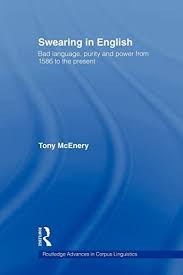 Swearing in English
Bad language, purity and power from
1586 to the present
Tony McEnery
Routledge Advances in Corpus Linguistics